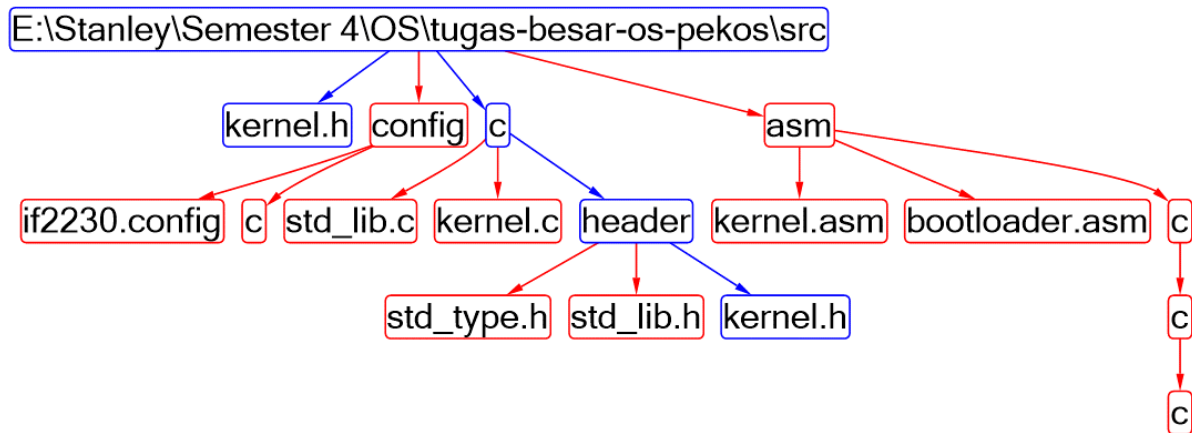 E:\Stanley\Semester 4\OS\tugas-besar-os-pekos\src
kernel.h config c asm
if2230.config c std_lib.c kernel.c header kernel.asm bootloader.asm c
std_type.h std_lib.h kernel.h c
c